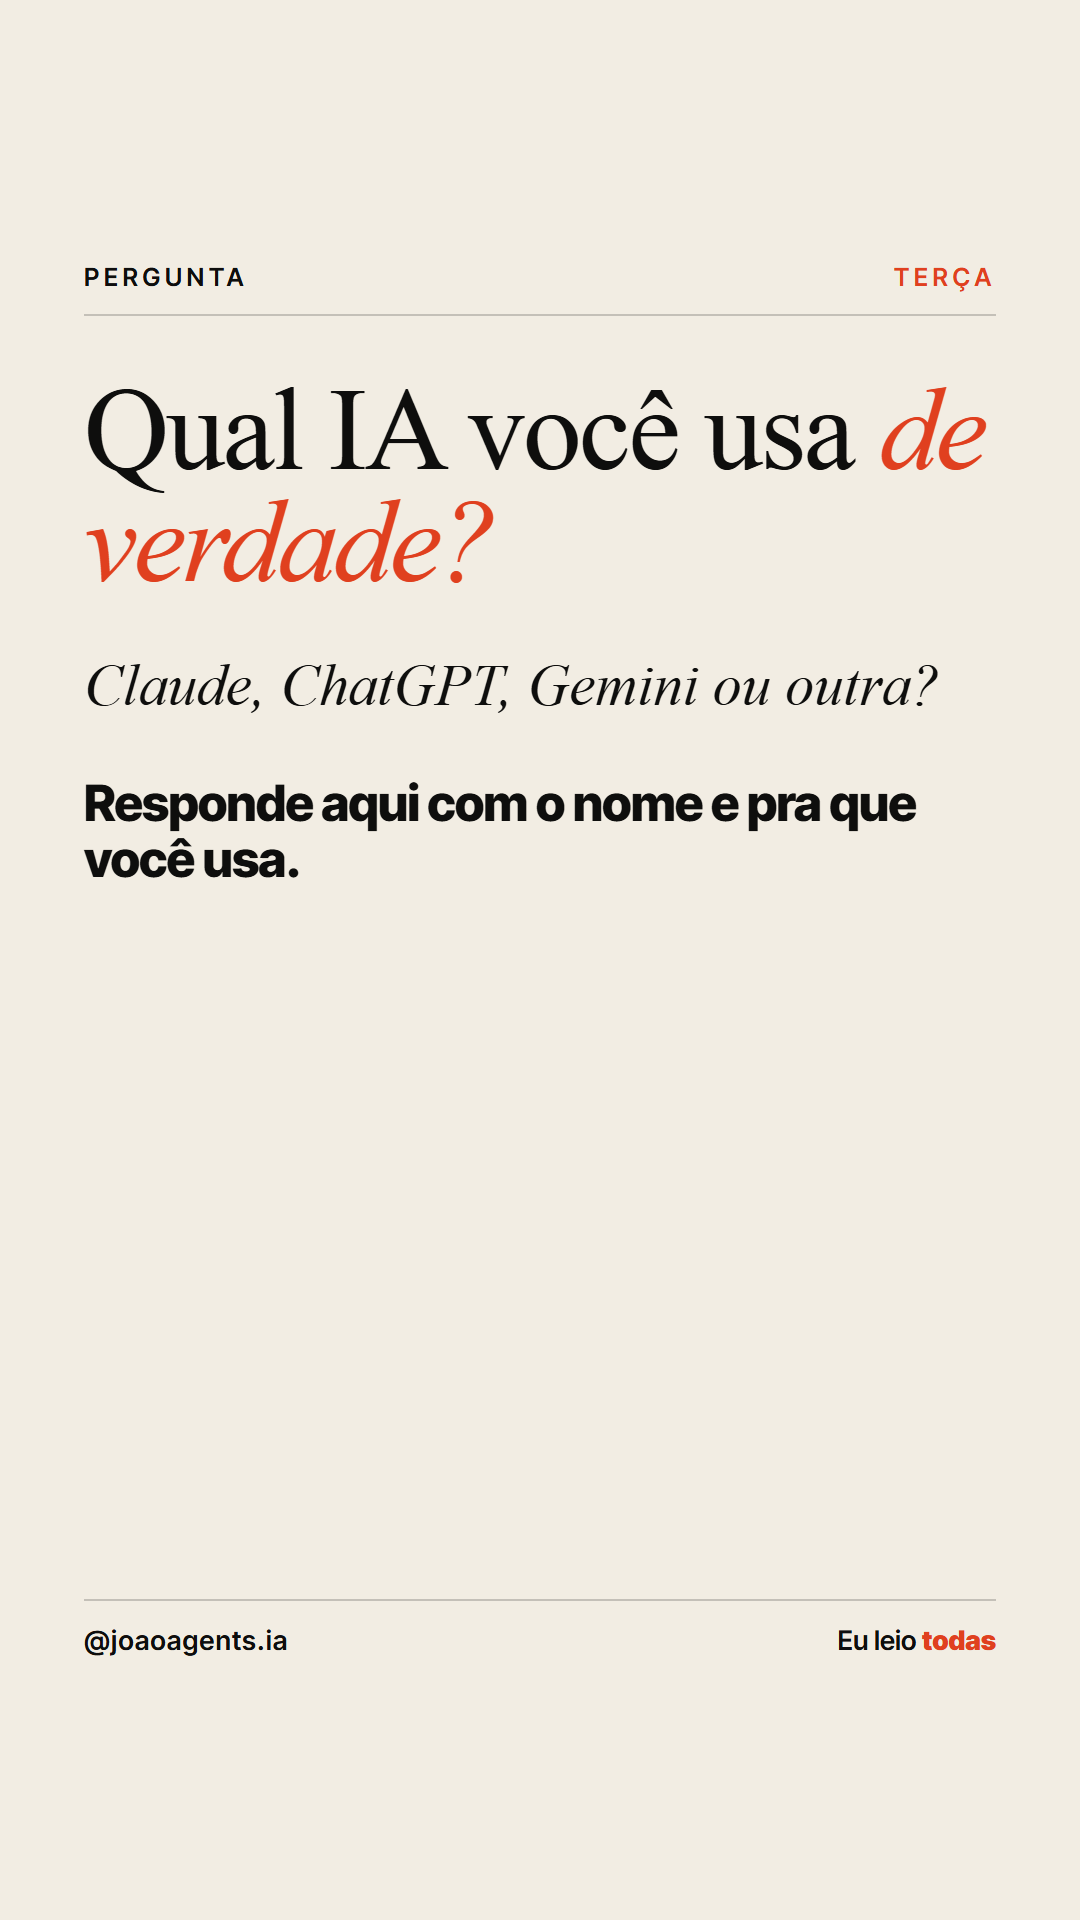 PERGUNTA
TERÇA
Qual IA você usa de
verdade?
Claude, ChatGPT, Gemini ou outra?
Responde aqui com o nome e pra que
você usa.
@joaoagents.ia
Eu leio todas